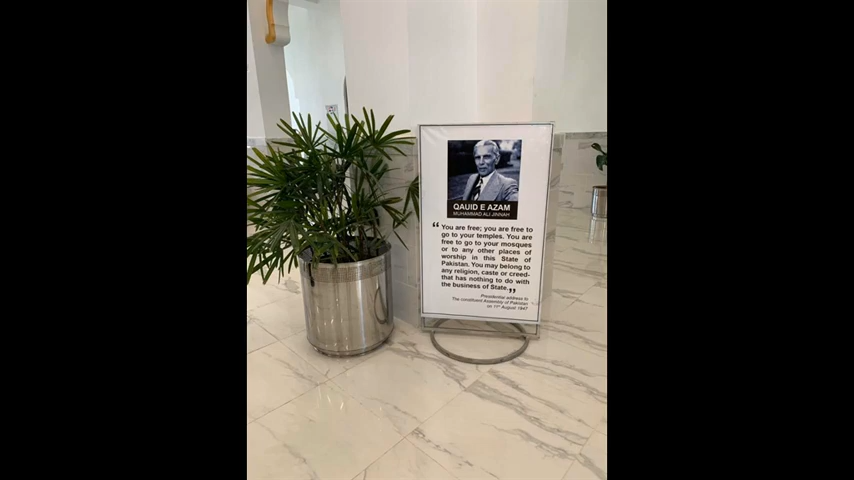 QAUID E AZAM
MUHAMMAD ALI JINNAH
“ You are free; you are free to
go to your temples. You are
free to go to your mosques
or to any other places of
worship in this State of
Pakistan. You may belong to
any religion, caste or creed-
that has nothing to do with
the business of State.”
Presidential address to
The constituent Assembly of Pakistan
on 11th August 1947